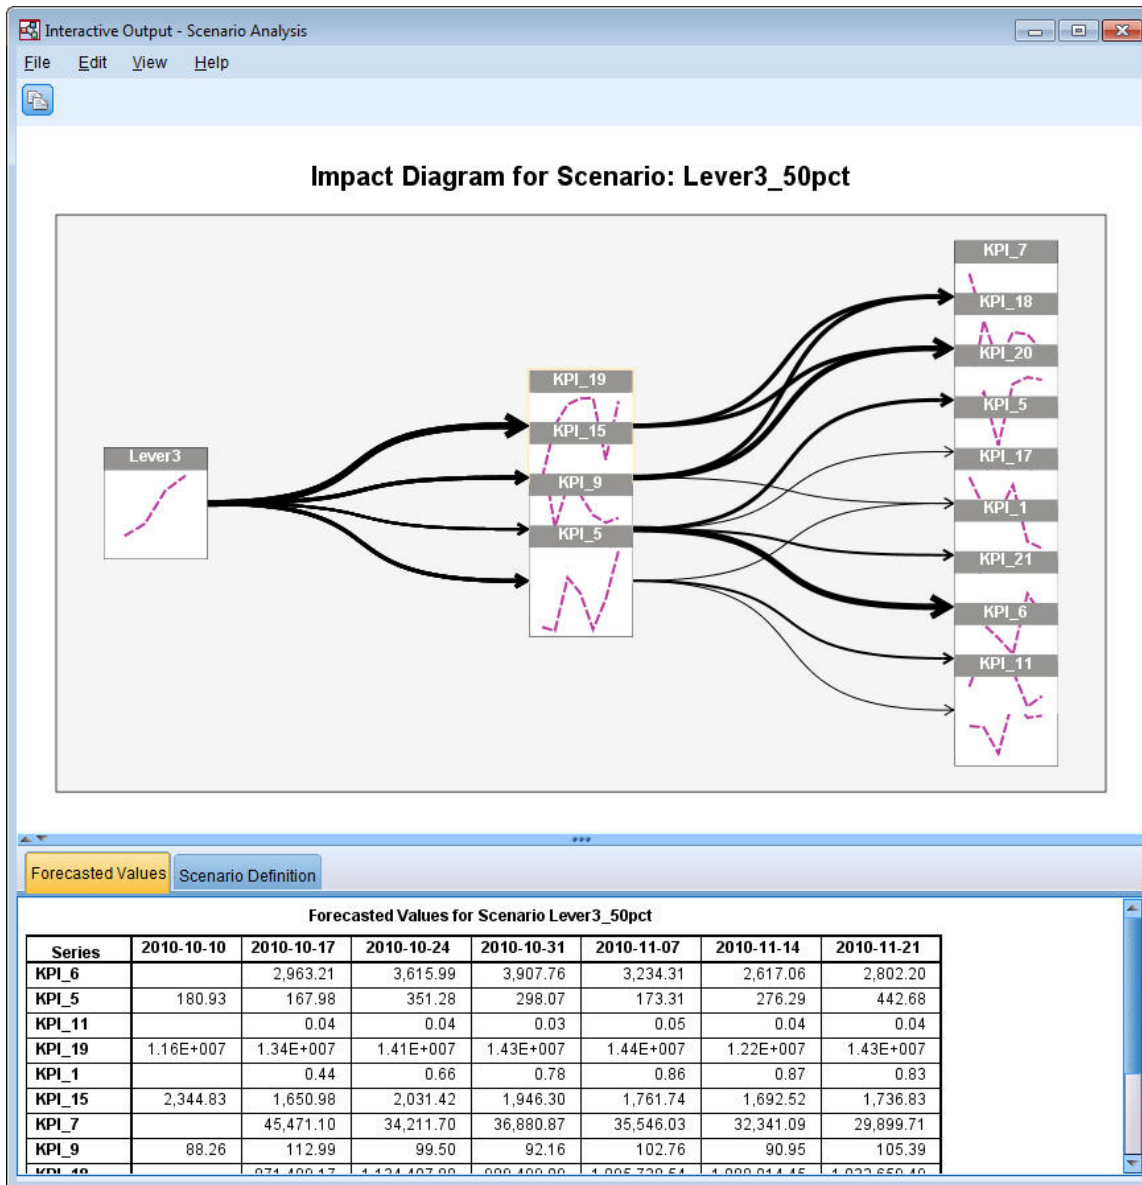 Interactive Output - Scenario Analysis
File Edit View Help
Impact Diagram for Scenario: Lever3_50pct
KPI_7
KPI_18
KPI_20
KPI_19
KPI_5
KPI_15
Lever3
KPI_17
KPI_9
KPI_1
KPI_5
KPI_21
KPI_6
KPI_11
Forecasted Values Scenario Definition
Forecasted Values for Scenario Lever3_50pct
Series 2010-10-10 2010-10-17 2010-10-24 2010-10-31 2010-11-07 2010-11-14 2010-11-21
KPI_6 2,963.21 3,615.99 3,907.76 3,234.31 2,617.06 2,802.20
KPI_5 180.93 167.98 351.28 298.07 173.31 276.29 442.68
KPI_11 0.04 0.04 0.03 0.05 0.04 0.04
KPI_19 1.16E+007 1.34E+007 1.41E+007 1.43E+007 1.44E+007 1.22E+007 1.43E+007
KPI_1 0.44 0.66 0.78 0.86 0.87 0.83
KPI_15 2,344.83 1,650.98 2,031.42 1,946.30 1,761.74 1,692.52 1,736.83
KPI_7 45,471.10 34,211.70 36,880.87 35,546.03 32,341.09 29,899.71
KPI_9 88.26 112.99 99.50 92.16 102.76 90.95 105.39
KPI_18